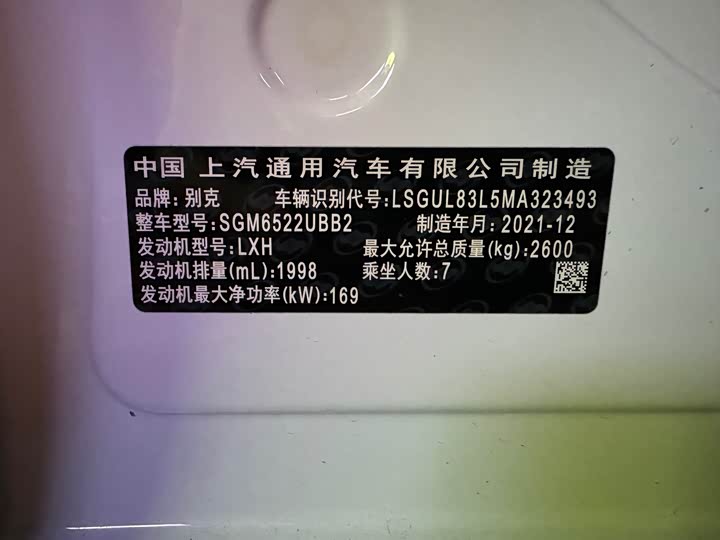 中国 上汽通用汽车有限公司制造
品牌: 别克 车辆识别代号:LSGUL83L5MA323493
整车型号:SGM6522UBB2 制造年月: 2021-12
发动机型号:LXH 最大允许总质量(kg):2600
发动机排量(mL):1998 乘坐人数:7
发动机最大净功率(kW):169